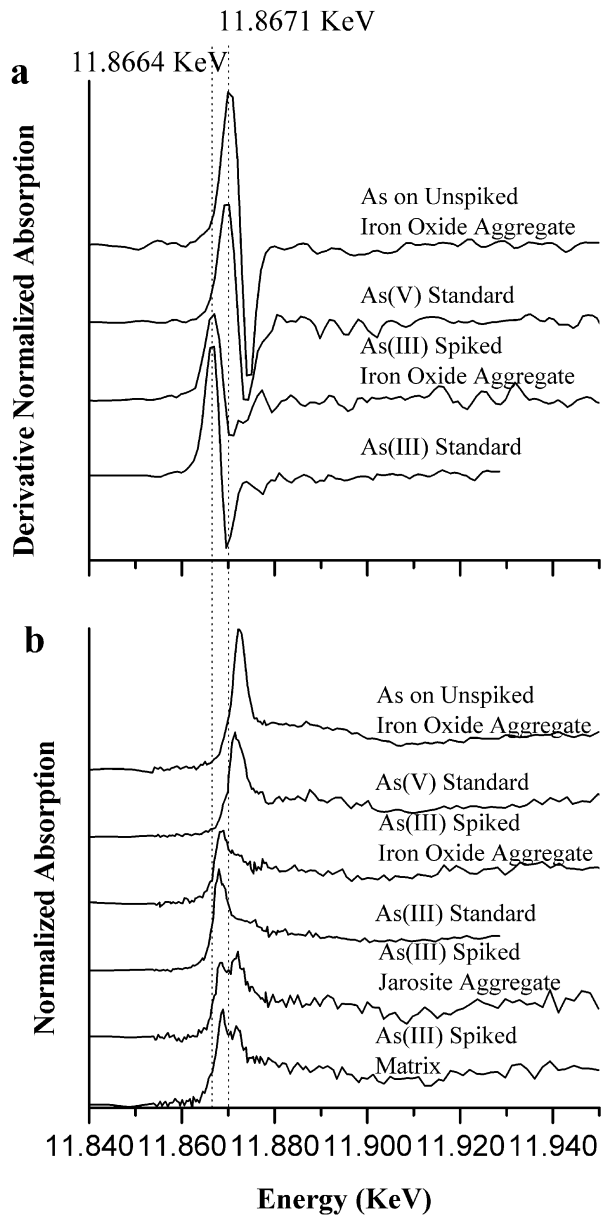 11.8671 KeV
11.8664 KeV
a
Derivative Normalized Absorption
As on Unspiked
Iron Oxide Aggregate
As(V) Standard
As(III) Spiked
Iron Oxide Aggregate
As(III) Standard
b
Normalized Absorption
As on Unspiked
Iron Oxide Aggregate
As(V) Standard
As(III) Spiked
Iron Oxide Aggregate
As(III) Standard
As(III) Spiked
Jarosite Aggregate
As(III) Spiked
Matrix
11.840 11.860 11.880 11.900 11.920 11.940
Energy (KeV)